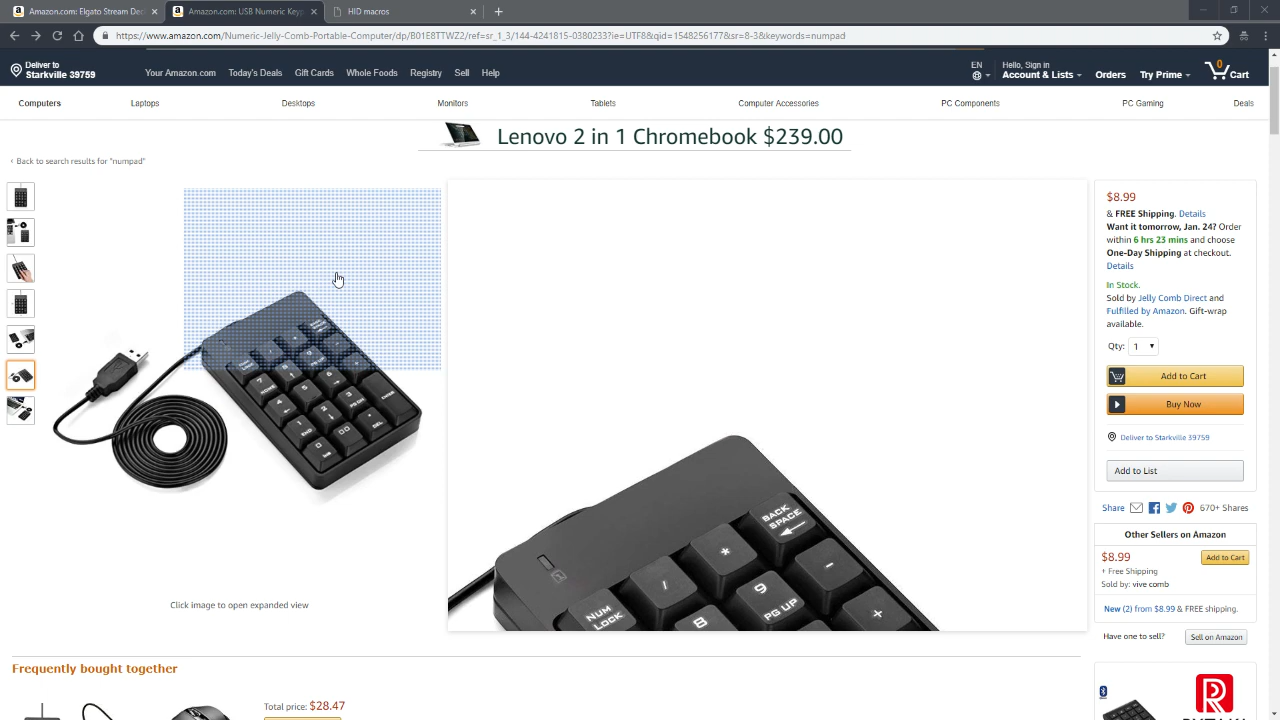 Amazon.com: Elgato Stream Dec
Amazon.com: USB Numeric Keyp
HID macros
https://www.amazon.com/Numeric-Jelly-Comb-Portable-Computer/dp/B01E8TTWZ2/ref=sr_1_3/144-4241815-0380233?ie=UTF8&qid=1548256177&sr=8-3&keywords=numpad
Deliver to
Starkville 39759
Your Amazon.com Today's Deals Gift Cards Whole Foods Registry Sell Help
EN
Hello, Sign in
Account & Lists
Orders
Try Prime
0
Cart
Computers Laptops Desktops Monitors Tablets Computer Accessories PC Components PC Gaming Deals
Lenovo 2 in 1 Chromebook $239.00
‹ Back to search results for "numpad"
BACK
SPACE
*
-
/
9
PG UP
+
NUM
LOCK
8
Click image to open expanded view
$8.99
& FREE Shipping. Details
Want it tomorrow, Jan. 24? Order
within 6 hrs 23 mins and choose
One-Day Shipping at checkout.
Details
In Stock.
Sold by Jelly Comb Direct and
Fulfilled by Amazon. Gift-wrap
available.
Qty: 1
Add to Cart
Buy Now
Deliver to Starkville 39759
Add to List
Share 670+ Shares
Other Sellers on Amazon
$8.99 Add to Cart
+ Free Shipping
Sold by: vive comb
New (2) from $8.99 & FREE shipping.
Have one to sell? Sell on Amazon
Frequently bought together
Total price: $28.47